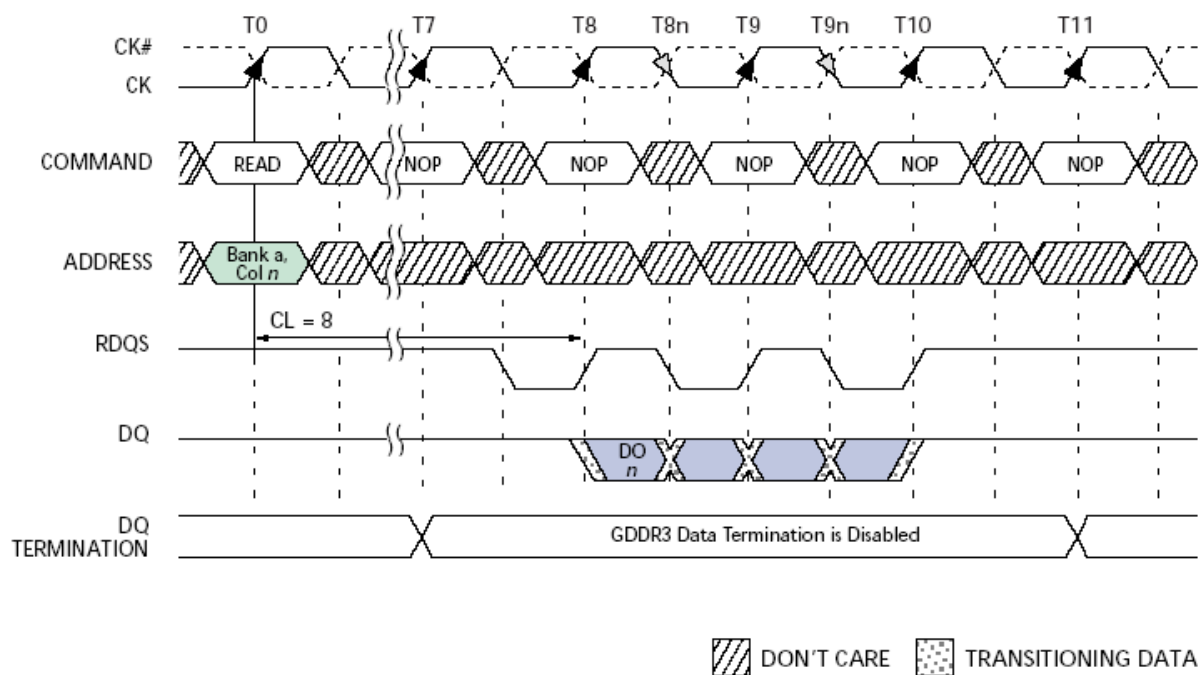 T0 T7 T8 T8n T9 T9n T10 T11
CK#
CK
COMMAND READ NOP NOP NOP NOP NOP
ADDRESS Bank a,
Col n
CL = 8
RDQS
DQ DO
n
DQ
TERMINATION GDDR3 Data Termination is Disabled
DON'T CARE TRANSITIONING DATA